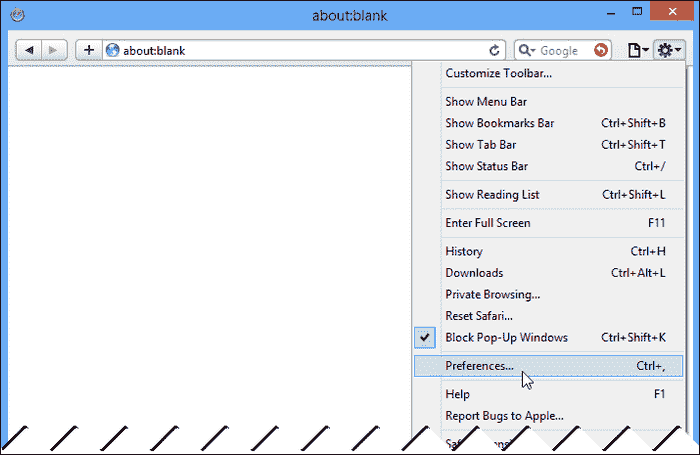 about:blank
about:blank
Google
Customize Toolbar...
Show Menu Bar
Show Bookmarks Bar Ctrl+Shift+B
Show Tab Bar Ctrl+Shift+T
Show Status Bar Ctrl+/
Show Reading List Ctrl+Shift+L
Enter Full Screen F11
History Ctrl+H
Downloads Ctrl+Alt+L
Private Browsing...
Reset Safari...
Block Pop-Up Windows Ctrl+Shift+K
Preferences... Ctrl+,
Help F1
Report Bugs to Apple...